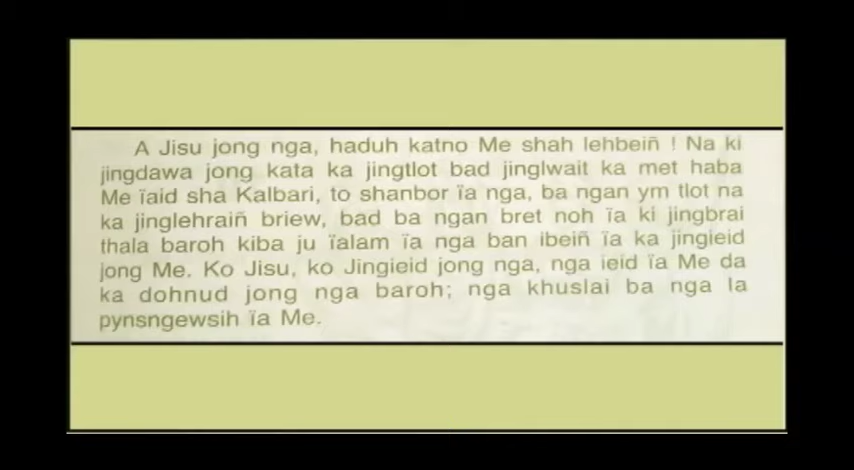 A Jisu jong nga, haduh katno Me shah lehbeiñ ! Na ki
jingdawa jong kata ka jingtlot bad jinglwait ka met haba
Me ïaid sha Kalbari, to shanbor ïa nga, ba ngan ym tlot na
ka jinglehraiñ briew, bad ba ngan bret noh ïa ki jingbrai
thala baroh kiba ju ïalam ïa nga ban ibeiñ ïa ka jingieid
jong Me. Ko Jisu, ko Jingieid jong nga, nga ieid ïa Me da
ka dohnud jong nga baroh; nga khuslai ba nga la
pynsngewsih ïa Me.